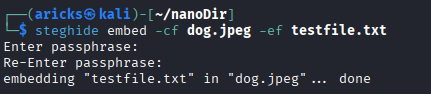 ┌──(aricks㉿kali)-[~/nanoDir]
└─$ steghide embed -cf dog.jpeg -ef testfile.txt
Enter passphrase:
Re-Enter passphrase:
embedding "testfile.txt" in "dog.jpeg"... done